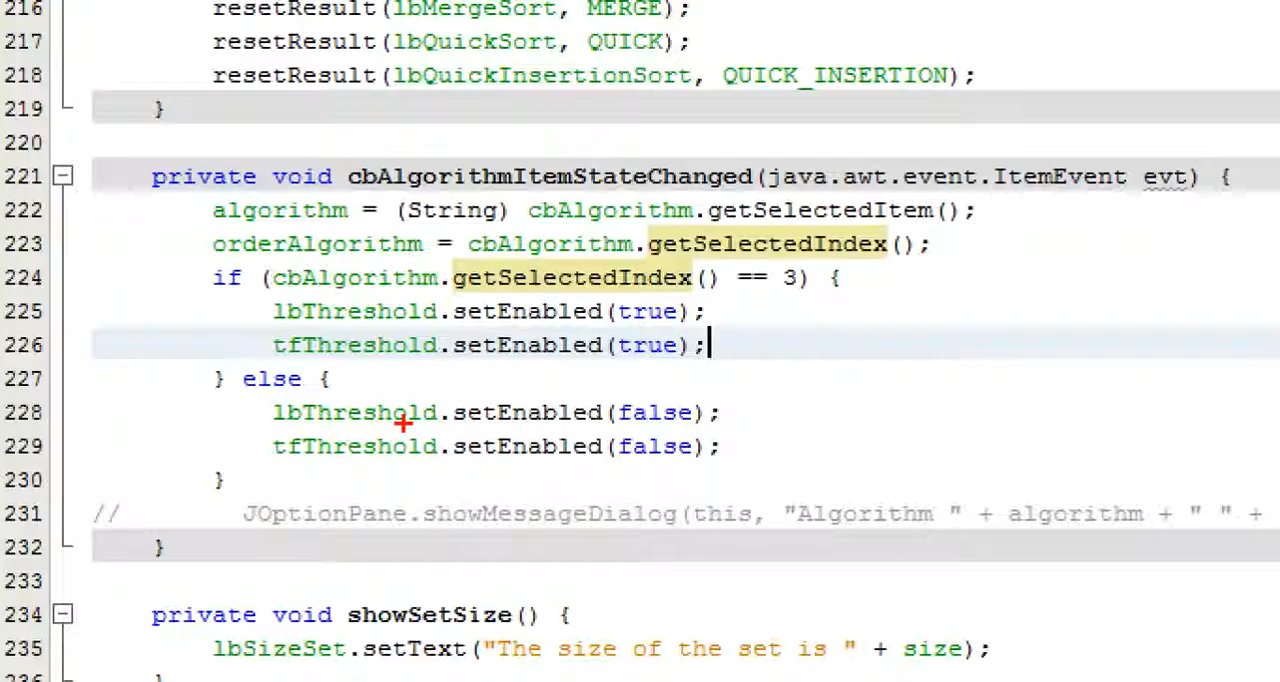 216 resetResult(lbMergeSort, MERGE);
217 resetResult(lbQuickSort, QUICK);
218 resetResult(lbQuickInsertionSort, QUICK_INSERTION);
219 }
220
221 private void cbAlgorithmItemStateChanged(java.awt.event.ItemEvent evt) {
222 algorithm = (String) cbAlgorithm.getSelectedItem();
223 orderAlgorithm = cbAlgorithm.getSelectedIndex();
224 if (cbAlgorithm.getSelectedIndex() == 3) {
225 lbThreshold.setEnabled(true);
226 tfThreshold.setEnabled(true);
227 } else {
228 lbThreshold.setEnabled(false);
229 tfThreshold.setEnabled(false);
230 }
231 // JOptionPane.showMessageDialog(this, "Algorithm " + algorithm + " " +
232 }
233
234 private void showSetSize() {
235 lbSizeSet.setText("The size of the set is " + size);
236 }